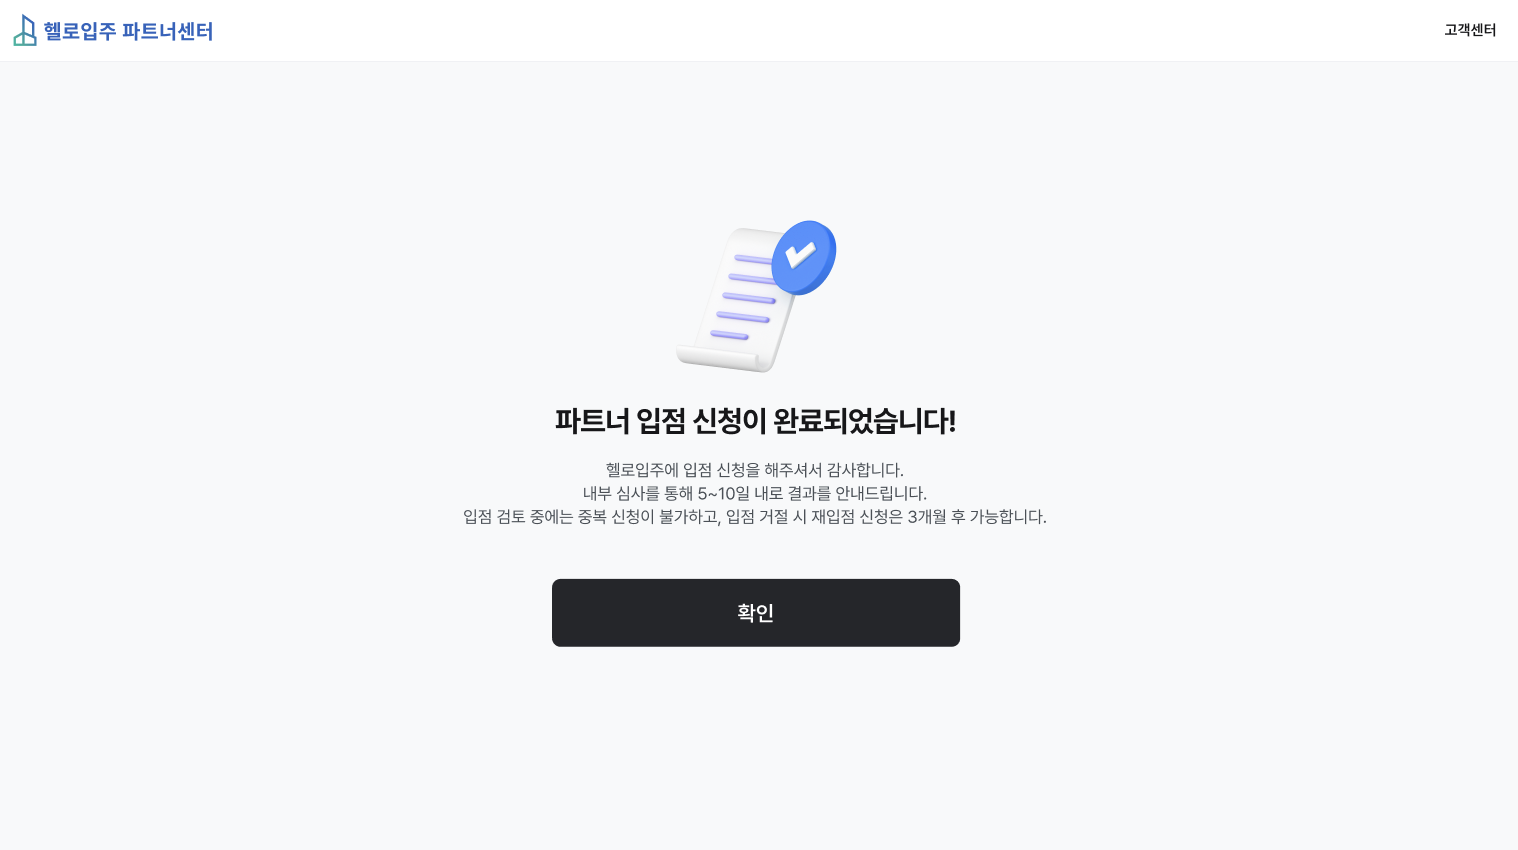 헬로입주 파트너센터
고객센터
파트너 입점 신청이 완료되었습니다!
헬로입주에 입점 신청을 해주셔서 감사합니다.
내부 심사를 통해 5~10일 내로 결과를 안내드립니다.
입점 검토 중에는 중복 신청이 불가하고, 입점 거절 시 재입점 신청은 3개월 후 가능합니다.
확인